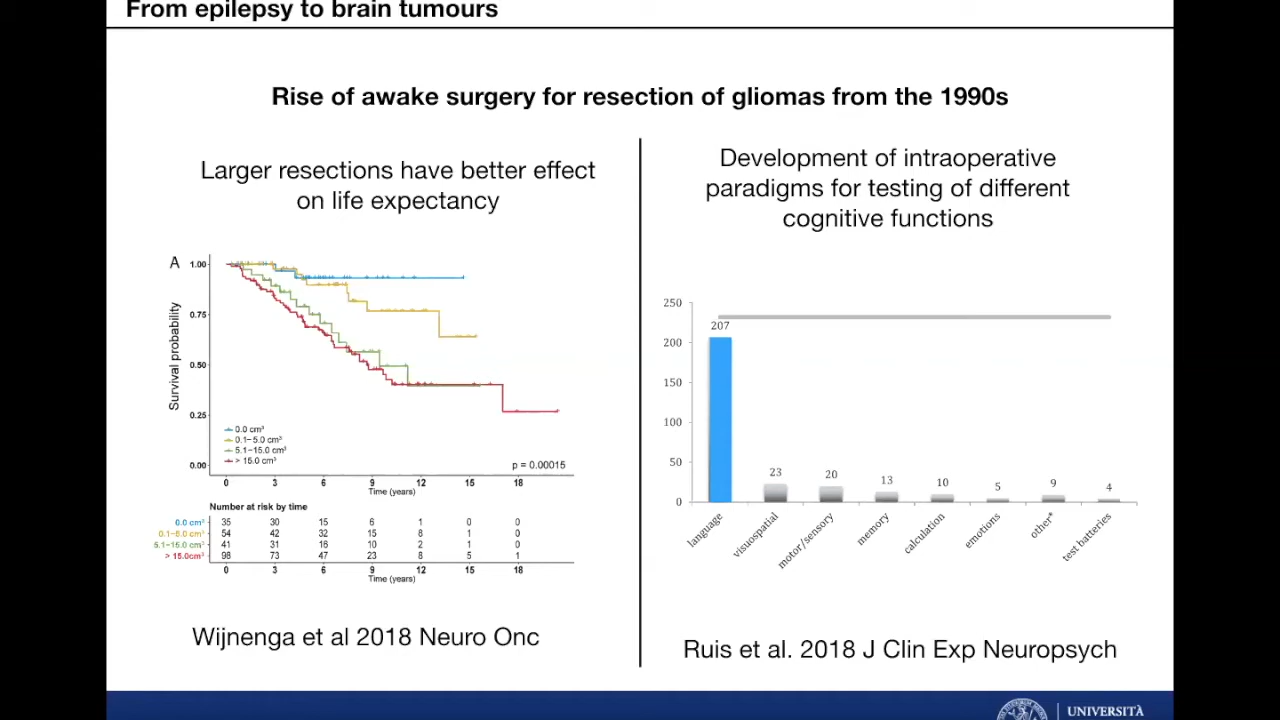 From epilepsy to brain tumours
Rise of awake surgery for resection of gliomas from the 1990s
Larger resections have better effect
on life expectancy
A
1.00
0.75
0.50
0.25
0.00
Survival probability
0.0 cm³
0.1–5.0 cm³
5.1–15.0 cm³
> 15.0 cm³
p = 0.00015
0 3 6 9 12 15 18
Time (years)
Number at risk by time
0.0 cm³ 35 30 15 6 1 0 0
0.1–5.0 cm³ 54 42 32 15 8 1 0
5.1–15.0 cm³ 41 31 16 10 2 1 0
> 15.0cm³ 98 73 47 23 8 5 1
0 3 6 9 12 15 18
Time (years)
Wijnenga et al 2018 Neuro Onc
Development of intraoperative
paradigms for testing of different
cognitive functions
250
200
150
100
50
0
207
23
20
13
10
5
9
4
language
visuospatial
motor/sensory
memory
calculation
emotions
other*
test batteries
Ruis et al. 2018 J Clin Exp Neuropsych
UNIVERSITÀ